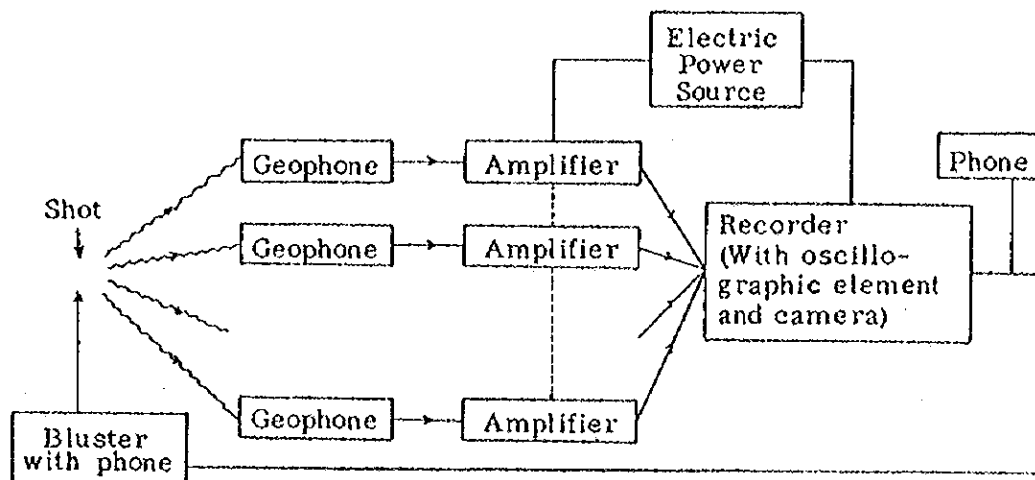 Electric
Power
Source
Geophone
Amplifier
Phone
Shot
Geophone
Amplifier
Recorder
(With oscillo-
graphic element
and camera)
Geophone
Amplifier
Bluster
with phone